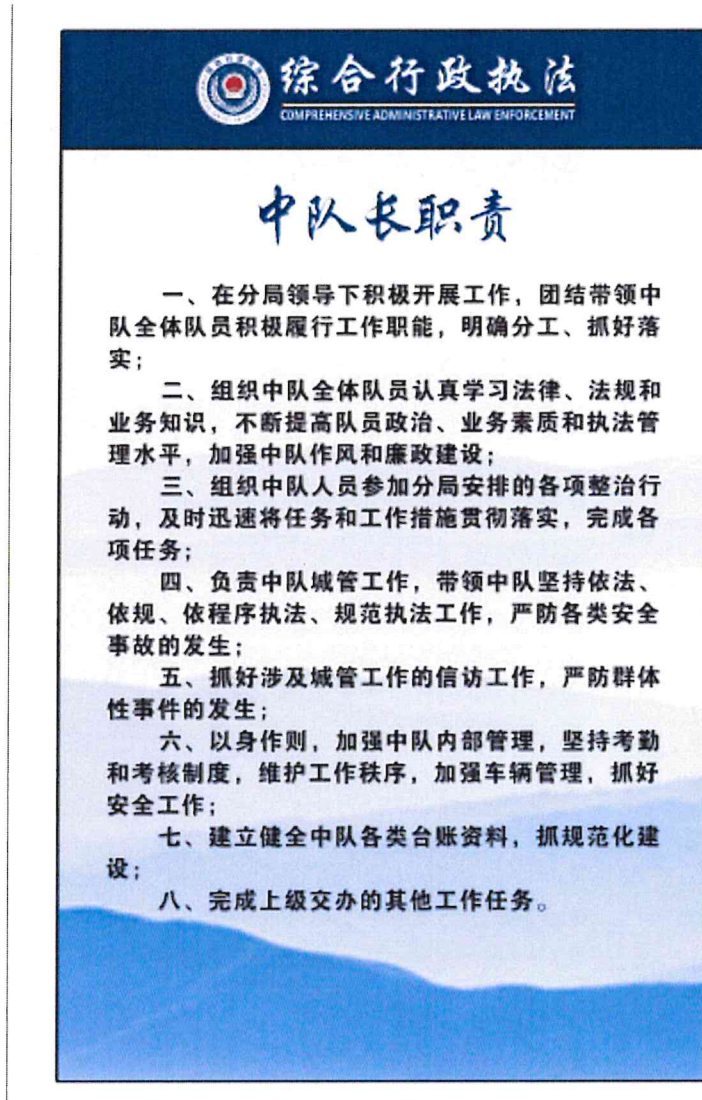 综合行政执法
COMPREHENSIVE ADMINISTRATIVE LAW ENFORCEMENT
中队长职责
一、在分局领导下积极开展工作，团结带领中
队全体队员积极履行工作职能，明确分工、抓好落
实；
二、组织中队全体队员认真学习法律、法规和
业务知识，不断提高队员政治、业务素质和执法管
理水平，加强中队作风和廉政建设；
三、组织中队人员参加分局安排的各项整治行
动，及时迅速将任务和工作措施贯彻落实，完成各
项任务；
四、负责中队城管工作，带领中队坚持依法、
依规、依程序执法、规范执法工作，严防各类安全
事故的发生；
五、抓好涉及城管工作的信访工作，严防群体
性事件的发生；
六、以身作则，加强中队内部管理，坚持考勤
和考核制度，维护工作秩序，加强车辆管理，抓好
安全工作；
七、建立健全中队各类台账资料，抓规范化建
设；
八、完成上级交办的其他工作任务。